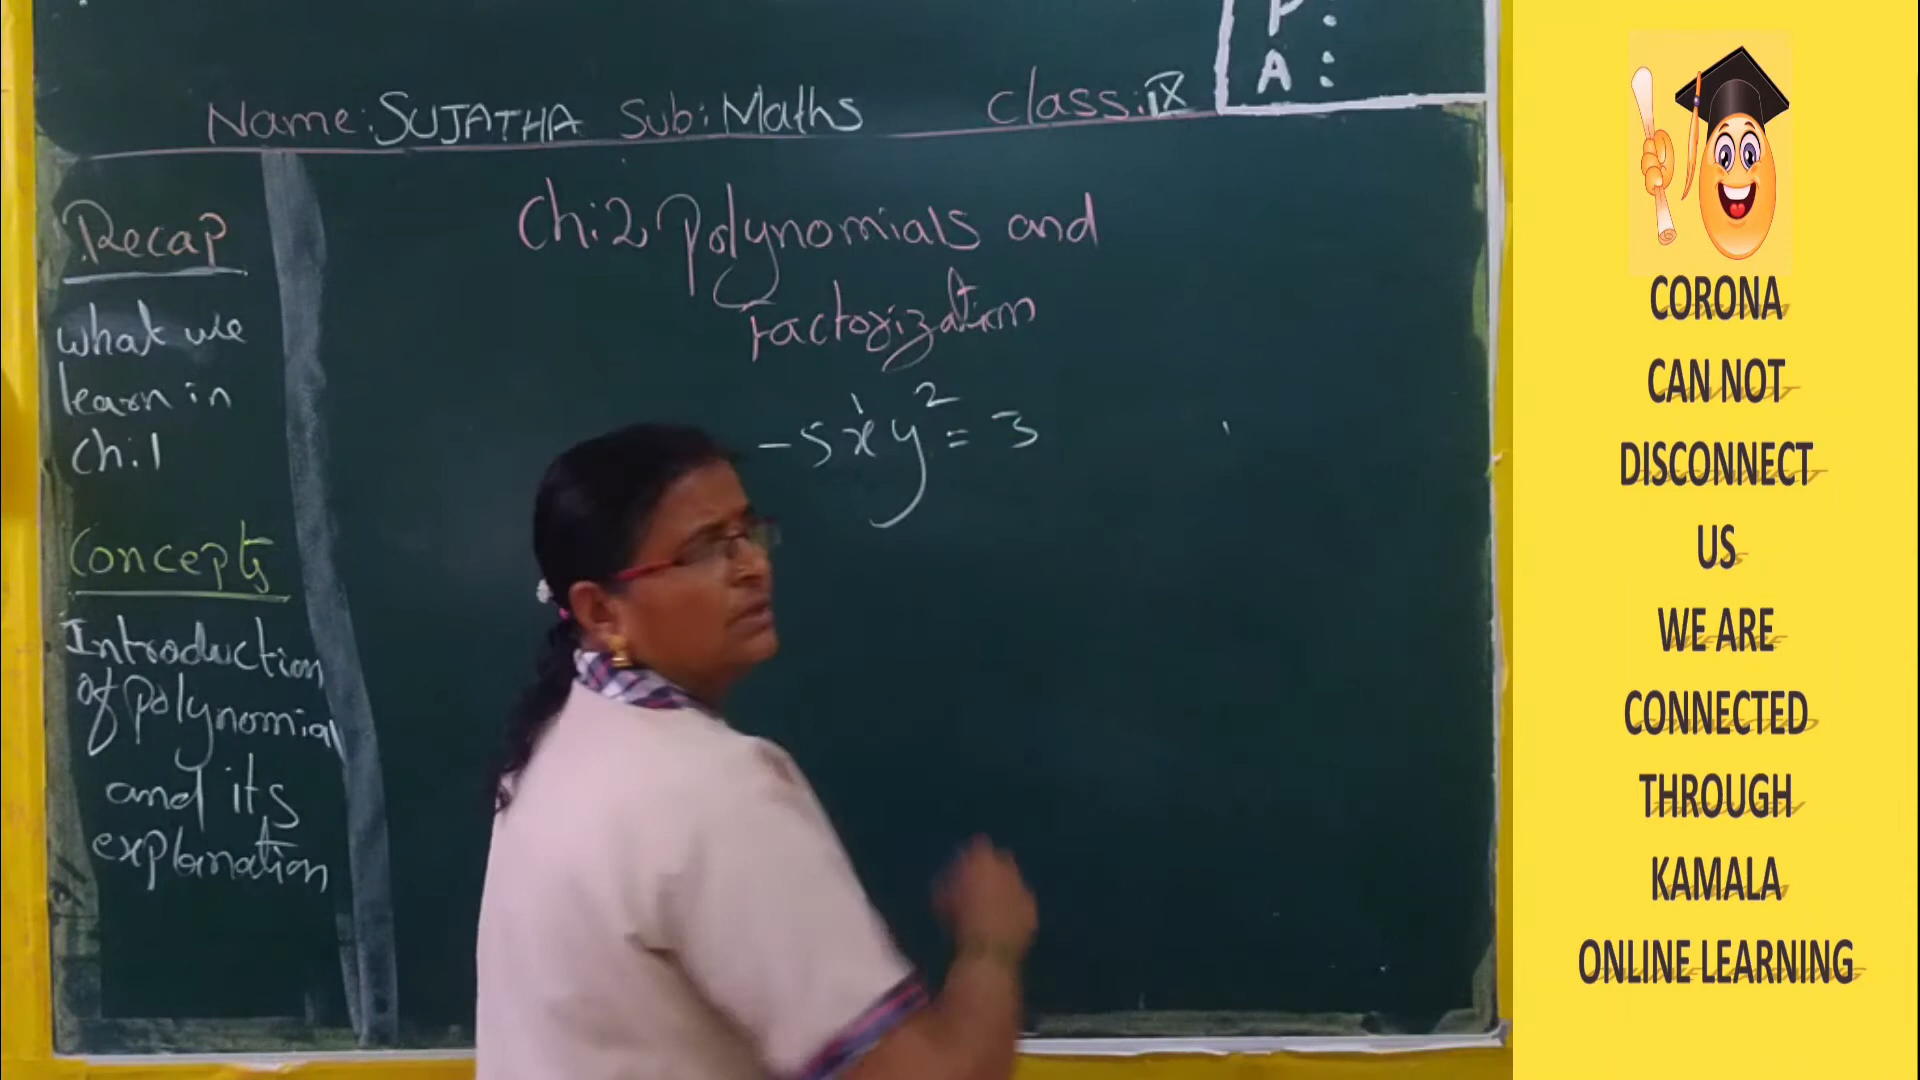 P:
A:
Name: SUJATHA Sub: Maths Class: IX
Recap
what we
learn in
Ch:1
Concepts
Introduction
of polynomial
and its
explanation
Ch:2 Polynomials and
Factorization
-5x¹y² = 3
CORONA
CAN NOT
DISCONNECT
US
WE ARE
CONNECTED
THROUGH
KAMALA
ONLINE LEARNING